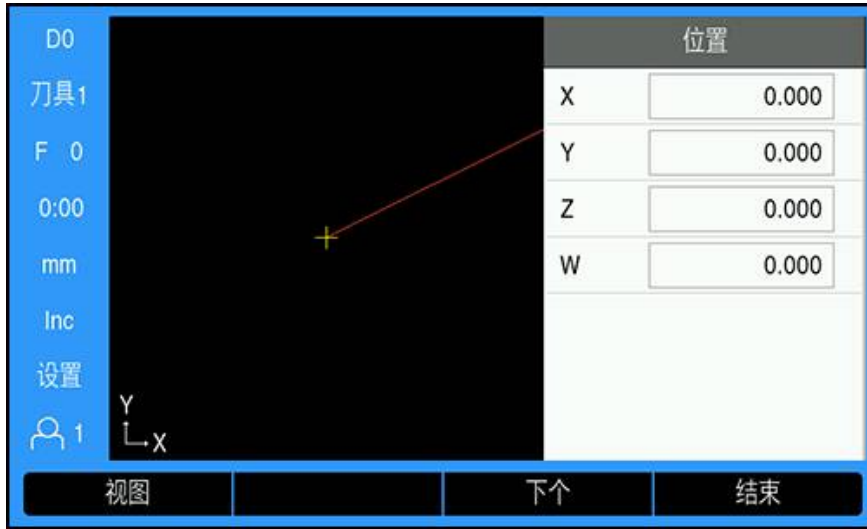 D0
刀具1
F 0
0:00
mm
Inc
设置
1
Y
X
位置
X 0.000
Y 0.000
Z 0.000
W 0.000
视图
下个
结束